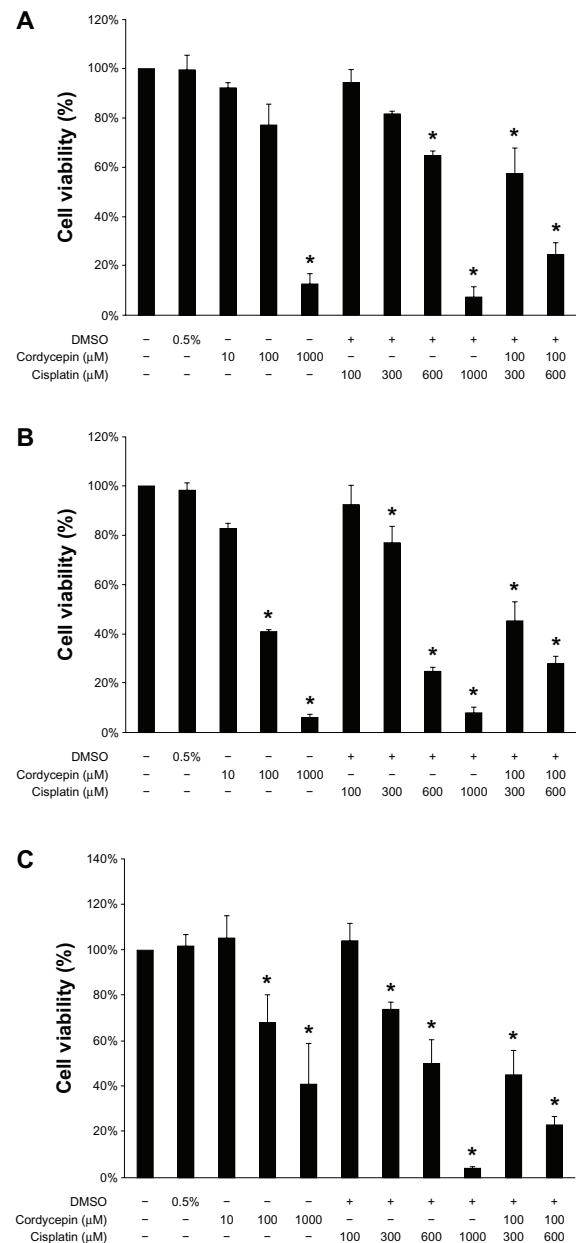 A
120%
100%
80%
60%
40%
20%
0%
Cell viability (%)
* * * * *
DMSO – 0.5% – – – + + + + + +
Cordycepin (μM) – – 10 100 1000 – – – – 100 100
Cisplatin (μM) – – – – – 100 300 600 1000 300 600
B
120%
100%
80%
60%
40%
20%
0%
Cell viability (%)
* * * * * * *
DMSO – 0.5% – – – + + + + + +
Cordycepin (μM) – – 10 100 1000 – – – – 100 100
Cisplatin (μM) – – – – – 100 300 600 1000 300 600
C
140%
120%
100%
80%
60%
40%
20%
0%
Cell viability (%)
* * * * * * *
DMSO – 0.5% – – – + + + + + +
Cordycepin (μM) – – 10 100 1000 – – – – 100 100
Cisplatin (μM) – – – – – 100 300 600 1000 300 600